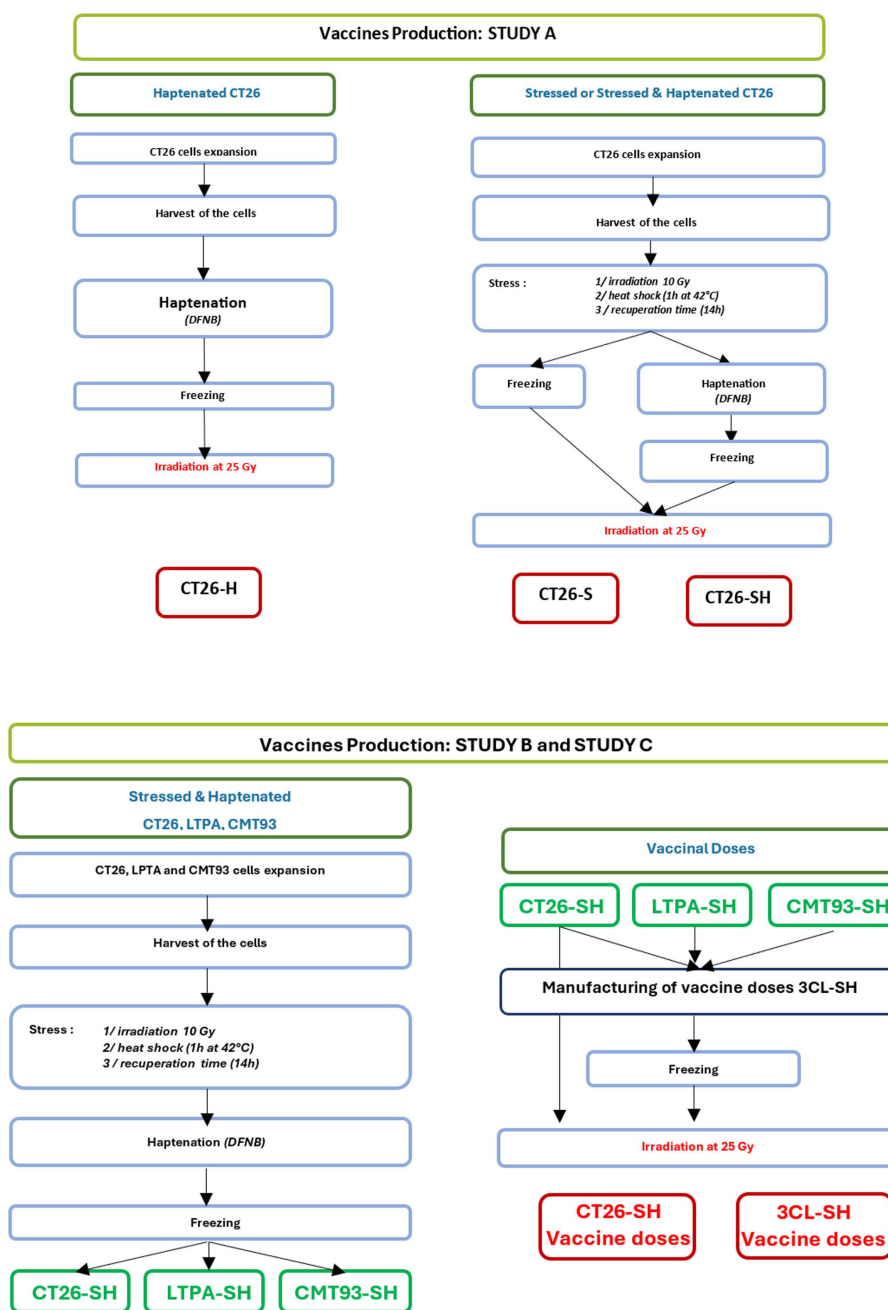 Vaccines Production: STUDY A
Haptenated CT26
CT26 cells expansion
Harvest of the cells
Haptenation
(DFNB)
Freezing
Irradiation at 25 Gy
CT26-H
Stressed or Stressed & Haptenated CT26
CT26 cells expansion
Harvest of the cells
Stress :
1/ irradiation 10 Gy
2/ heat shock (1h at 42°C)
3 / recuperation time (14h)
Freezing
Haptenation
(DFNB)
Freezing
Irradiation at 25 Gy
CT26-S
CT26-SH
Vaccines Production: STUDY B and STUDY C
Stressed & Haptenated
CT26, LTPA, CMT93
CT26, LPTA and CMT93 cells expansion
Harvest of the cells
Stress :
1/ irradiation 10 Gy
2/ heat shock (1h at 42°C)
3 / recuperation time (14h)
Haptenation (DFNB)
Freezing
CT26-SH
LTPA-SH
CMT93-SH
Vaccinal Doses
CT26-SH
LTPA-SH
CMT93-SH
Manufacturing of vaccine doses 3CL-SH
Freezing
Irradiation at 25 Gy
CT26-SH
Vaccine doses
3CL-SH
Vaccine doses